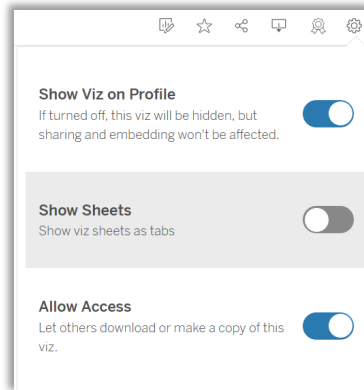 Show Viz on Profile
If turned off, this viz will be hidden, but
sharing and embedding won't be affected.
Show Sheets
Show viz sheets as tabs
Allow Access
Let others download or make a copy of this
viz.